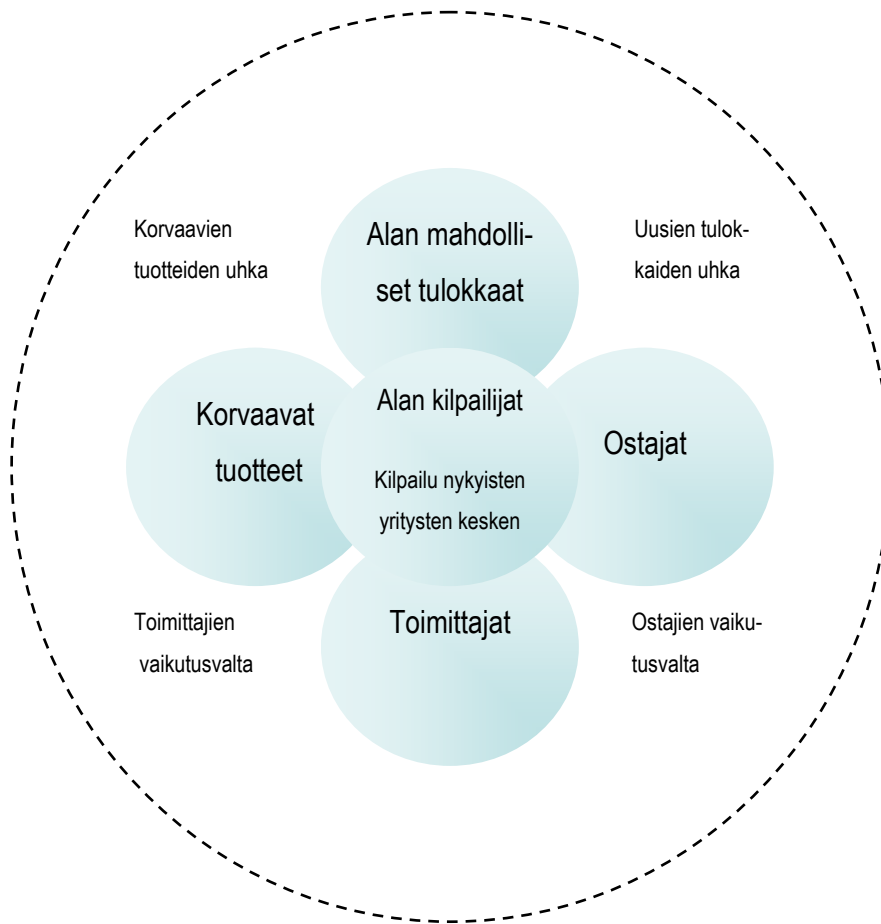 Korvaavien
tuotteiden uhka
Alan mahdolli-
set tulokkaat
Uusien tulok-
kaiden uhka
Korvaavat
tuotteet
Alan kilpailijat
Kilpailu nykyisten
yritysten kesken
Ostajat
Toimittajien
vaikutusvalta
Toimittajat
Ostajien vaiku-
tusvalta